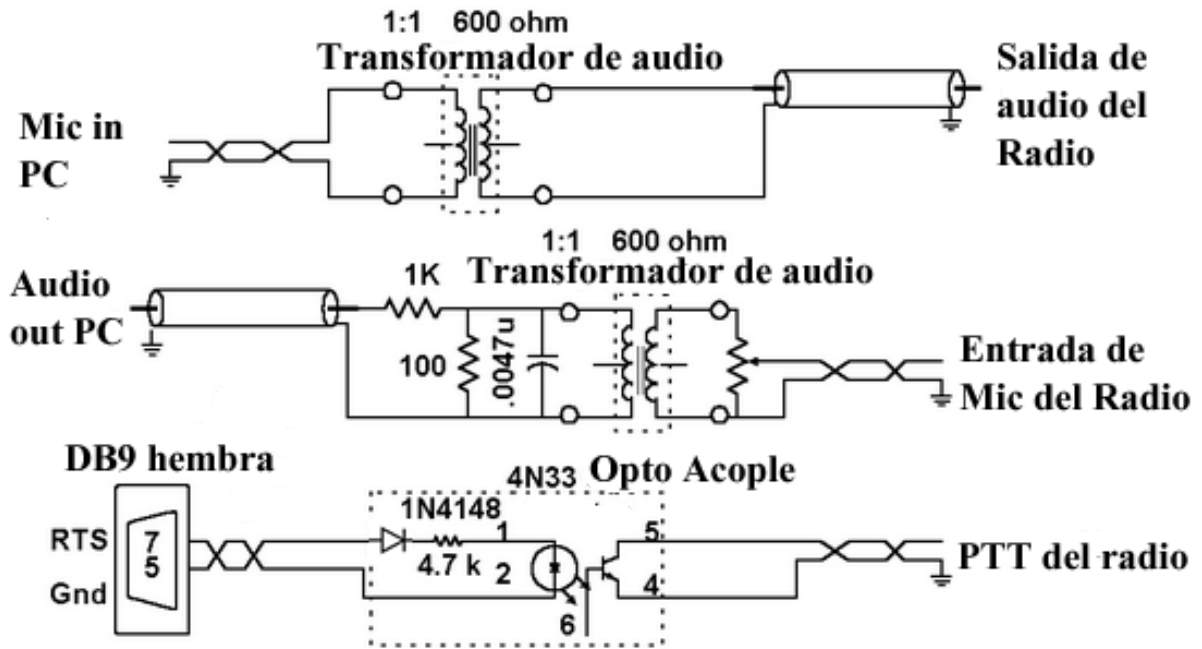 1:1 600 ohm
Transformador de audio
Mic in
PC
Salida de
audio del
Radio
1:1 600 ohm
Transformador de audio
Audio
out PC
1K
100
.0047u
Entrada de
Mic del Radio
DB9 hembra
4N33 Opto Acople
RTS
Gnd
7
5
1N4148
4.7 k
1
2
6
5
4
PTT del radio